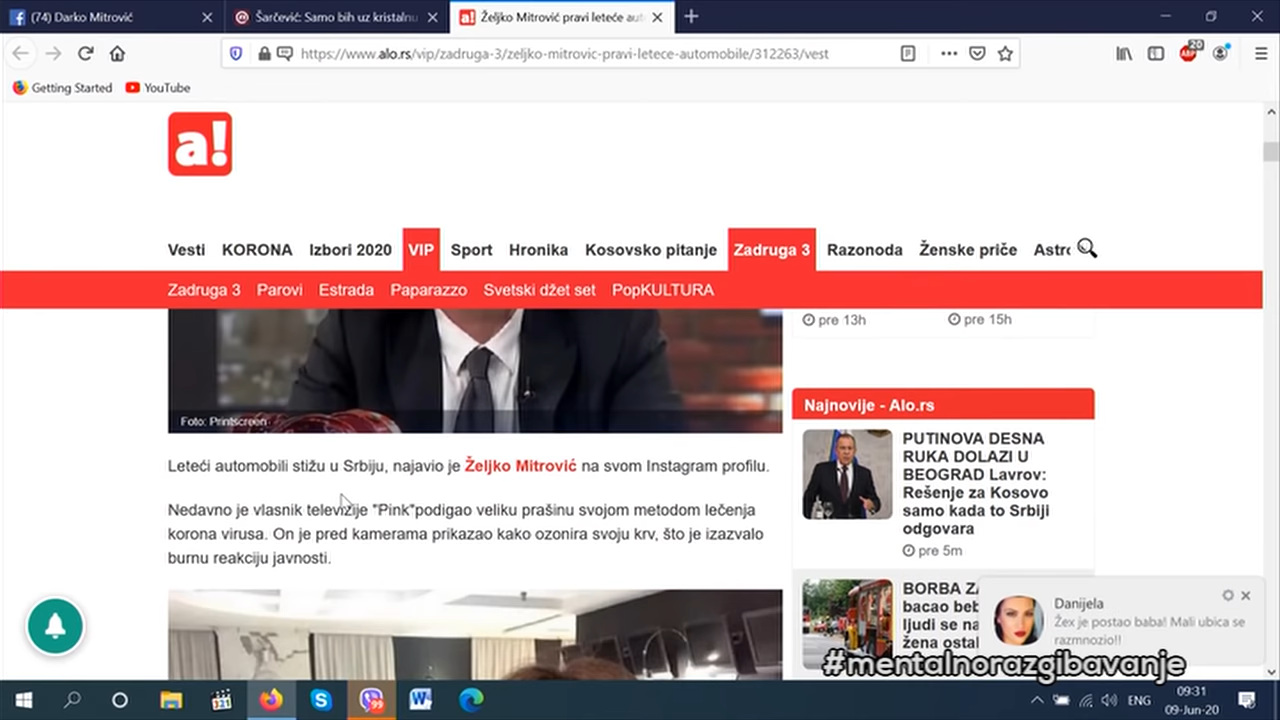 (74) Darko Mitrović
Šarčević: Samo bih uz kristalnu
Željko Mitrović pravi leteće aut
https://www.alo.rs/vip/zadruga-3/zeljko-mitrovic-pravi-letece-automobile/312263/vest
20
ABP
Getting Started
YouTube
a!
Vesti KORONA Izbori 2020 VIP Sport Hronika Kosovsko pitanje Zadruga 3 Razonoda Ženske priče Astro
Zadruga 3 Parovi Estrada Paparazzo Svetski džet set PopKULTURA
Foto: Printscreen
Leteći automobili stižu u Srbiju, najavio je Željko Mitrović na svom Instagram profilu.
Nedavno je vlasnik televizije "Pink"podigao veliku prašinu svojom metodom lečenja
korona virusa. On je pred kamerama prikazao kako ozonira svoju krv, što je izazvalo
burnu reakciju javnosti.
pre 13h pre 15h
Najnovije - Alo.rs
PUTINOVA DESNA
RUKA DOLAZI U
BEOGRAD Lavrov:
Rešenje za Kosovo
samo kada to Srbiji
odgovara
pre 5m
BORBA ZA
bacao beb
ljudi se na
žena ostal
Danijela
Žex je postao baba! Mali ubica se
razmnozio!!
#mentalnorazgibavanje
321
99
ENG
09:31
09-Jun-20